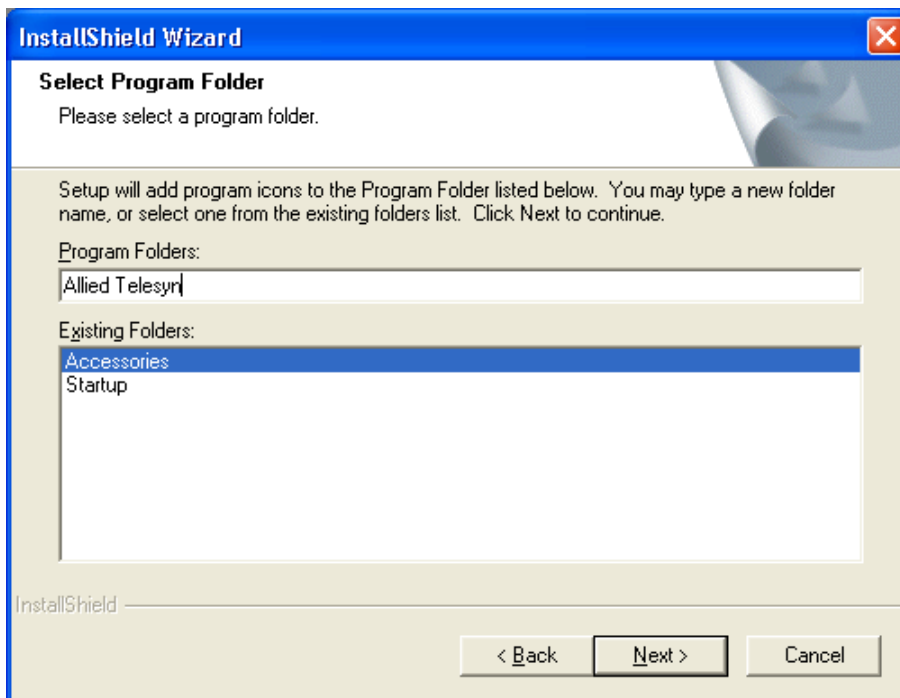 InstallShield Wizard
Select Program Folder
Please select a program folder.
Setup will add program icons to the Program Folder listed below. You may type a new folder
name, or select one from the existing folders list. Click Next to continue.
Program Folders:
Allied Telesyn
Existing Folders:
Accessories
Startup
InstallShield
< Back Next > Cancel